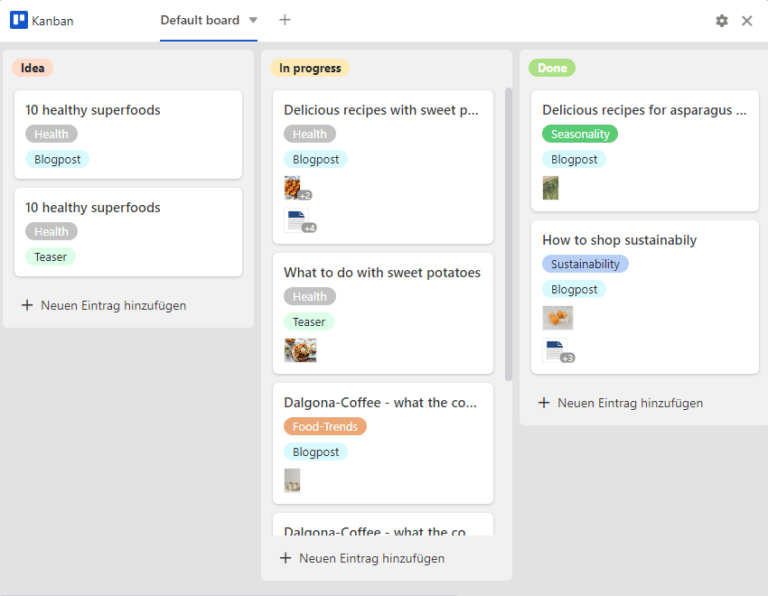 Kanban
Default board
Idea
10 healthy superfoods
Health
Blogpost
10 healthy superfoods
Health
Teaser
Neuen Eintrag hinzufügen
In progress
Delicious recipes with sweet p...
Health
Blogpost
+2
+4
What to do with sweet potatoes
Health
Teaser
Dalgona-Coffee - what the co...
Food-Trends
Blogpost
Dalgona-Coffee - what the co
Neuen Eintrag hinzufügen
Done
Delicious recipes for asparagus ...
Seasonality
Blogpost
How to shop sustainabily
Sustainability
Blogpost
+3
Neuen Eintrag hinzufügen